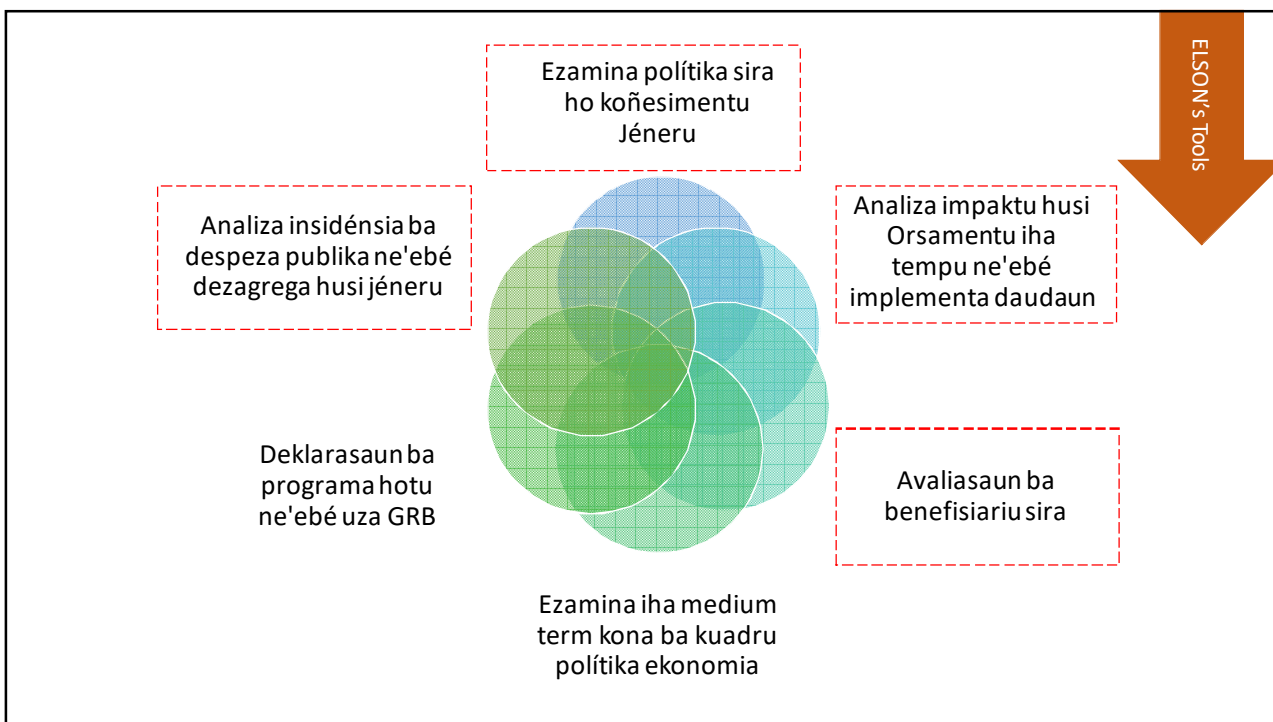 ELSON's Tools
Ezamina polítika sira
ho koñesimentu
Jéneru
Analiza impaktu husi
Orsamentu iha
tempu ne'ebé
implementa daudaun
Avaliasaun ba
benefisiariu sira
Ezamina iha medium
term kona ba kuadru
polítika ekonomia
Deklarasaun ba
programa hotu
ne'ebé uza GRB
Analiza insidénsia ba
despeza publika ne'ebé
dezagrega husi jéneru